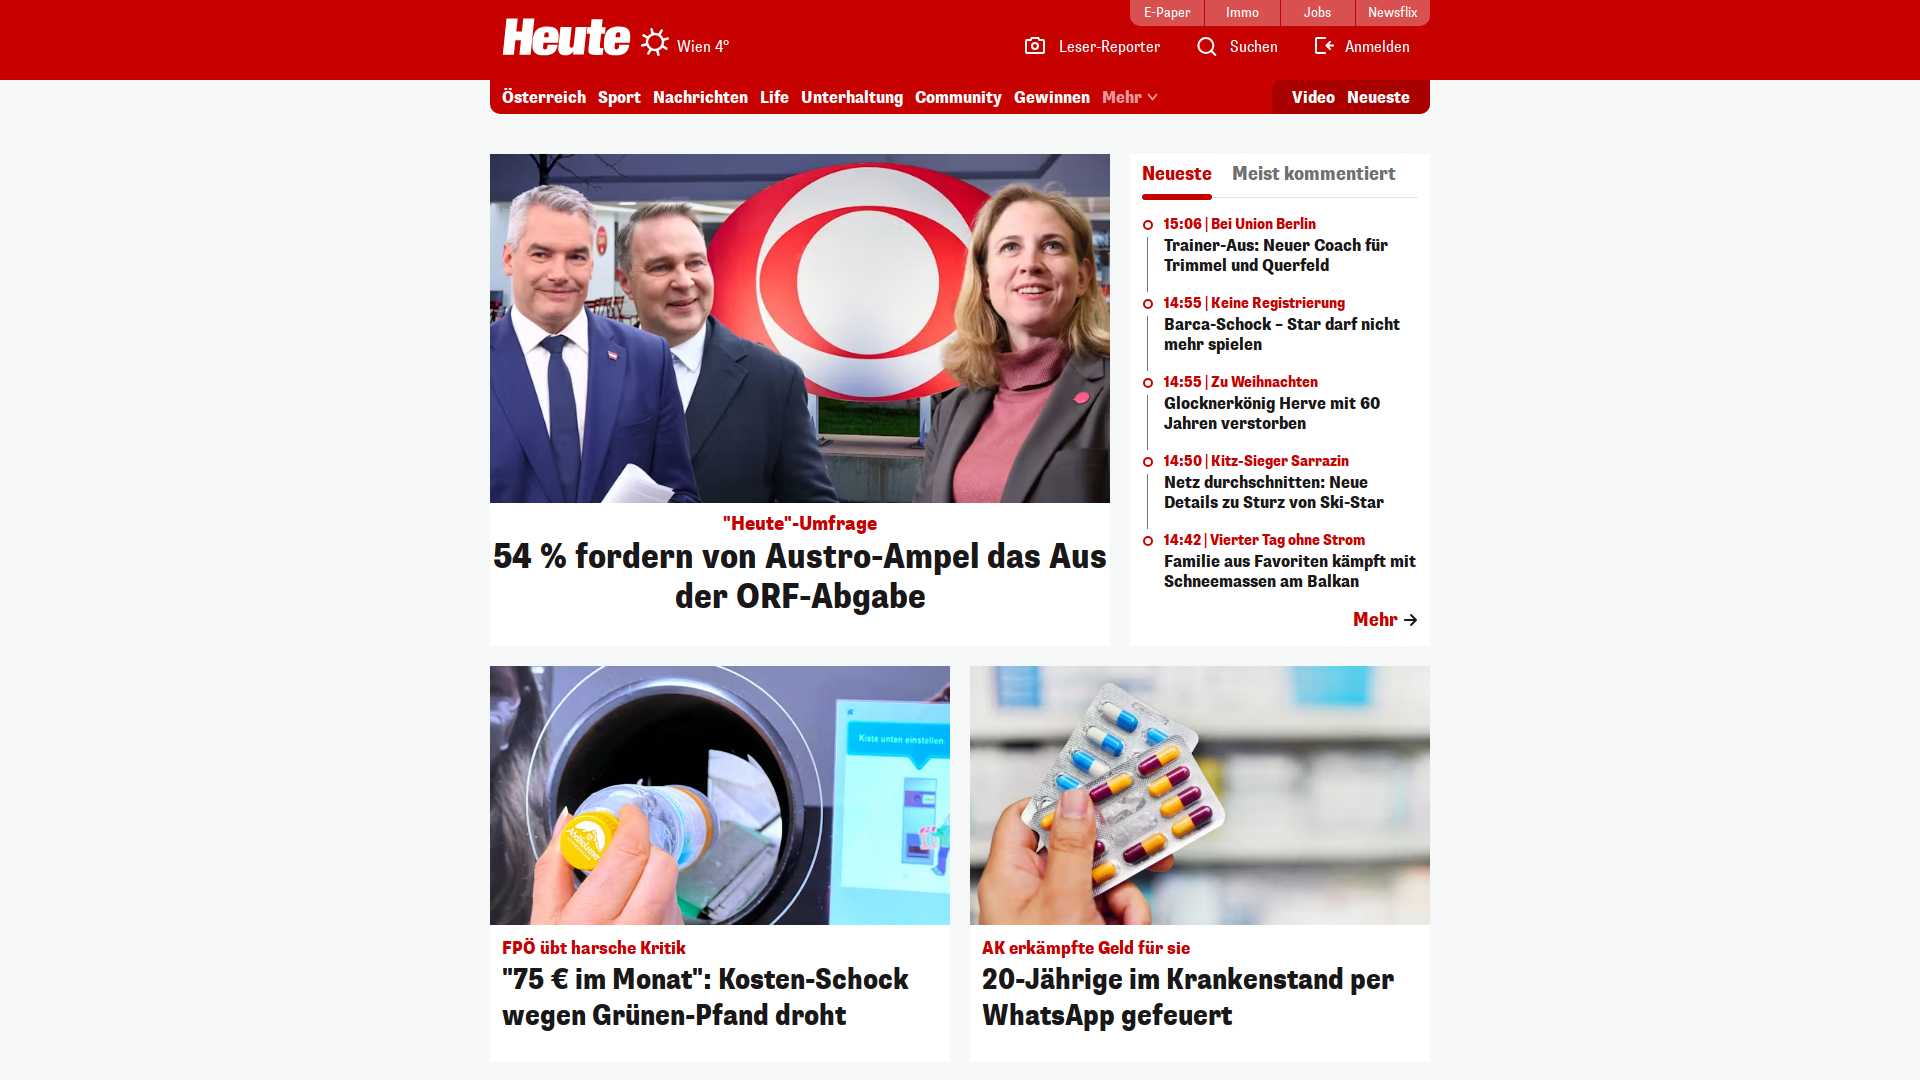 E-Paper
Immo
Jobs
Newsflix
Heute
Wien 4°
Leser-Reporter
Suchen
Anmelden
Österreich
Sport
Nachrichten
Life
Unterhaltung
Community
Gewinnen
Mehr
Video
Neueste
"Heute"-Umfrage
54 % fordern von Austro-Ampel das Aus
der ORF-Abgabe
Neueste
Meist kommentiert
15:06 | Bei Union Berlin
Trainer-Aus: Neuer Coach für
Trimmel und Querfeld
14:55 | Keine Registrierung
Barca-Schock – Star darf nicht
mehr spielen
14:55 | Zu Weihnachten
Glocknerkönig Herve mit 60
Jahren verstorben
14:50 | Kitz-Sieger Sarrazin
Netz durchschnitten: Neue
Details zu Sturz von Ski-Star
14:42 | Vierter Tag ohne Strom
Familie aus Favoriten kämpft mit
Schneemassen am Balkan
Mehr
Kiste unten einstellen
FPÖ übt harsche Kritik
"75 € im Monat": Kosten-Schock
wegen Grünen-Pfand droht
AK erkämpfte Geld für sie
20-Jährige im Krankenstand per
WhatsApp gefeuert